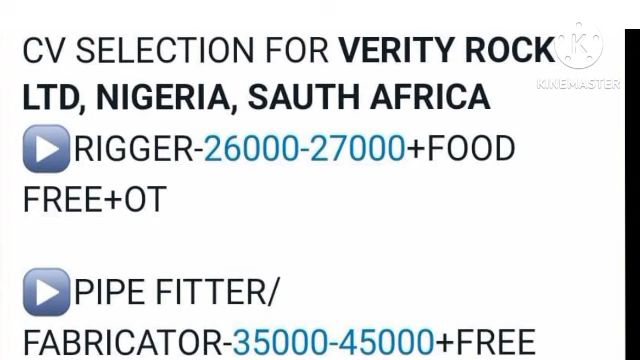 CV SELECTION FOR VERITY ROCK
LTD, NIGERIA, SAUTH AFRICA
KINEMASTER
RIGGER-26000-27000+FOOD
FREE+OT
PIPE FITTER/
FABRICATOR-35000-45000+FREE